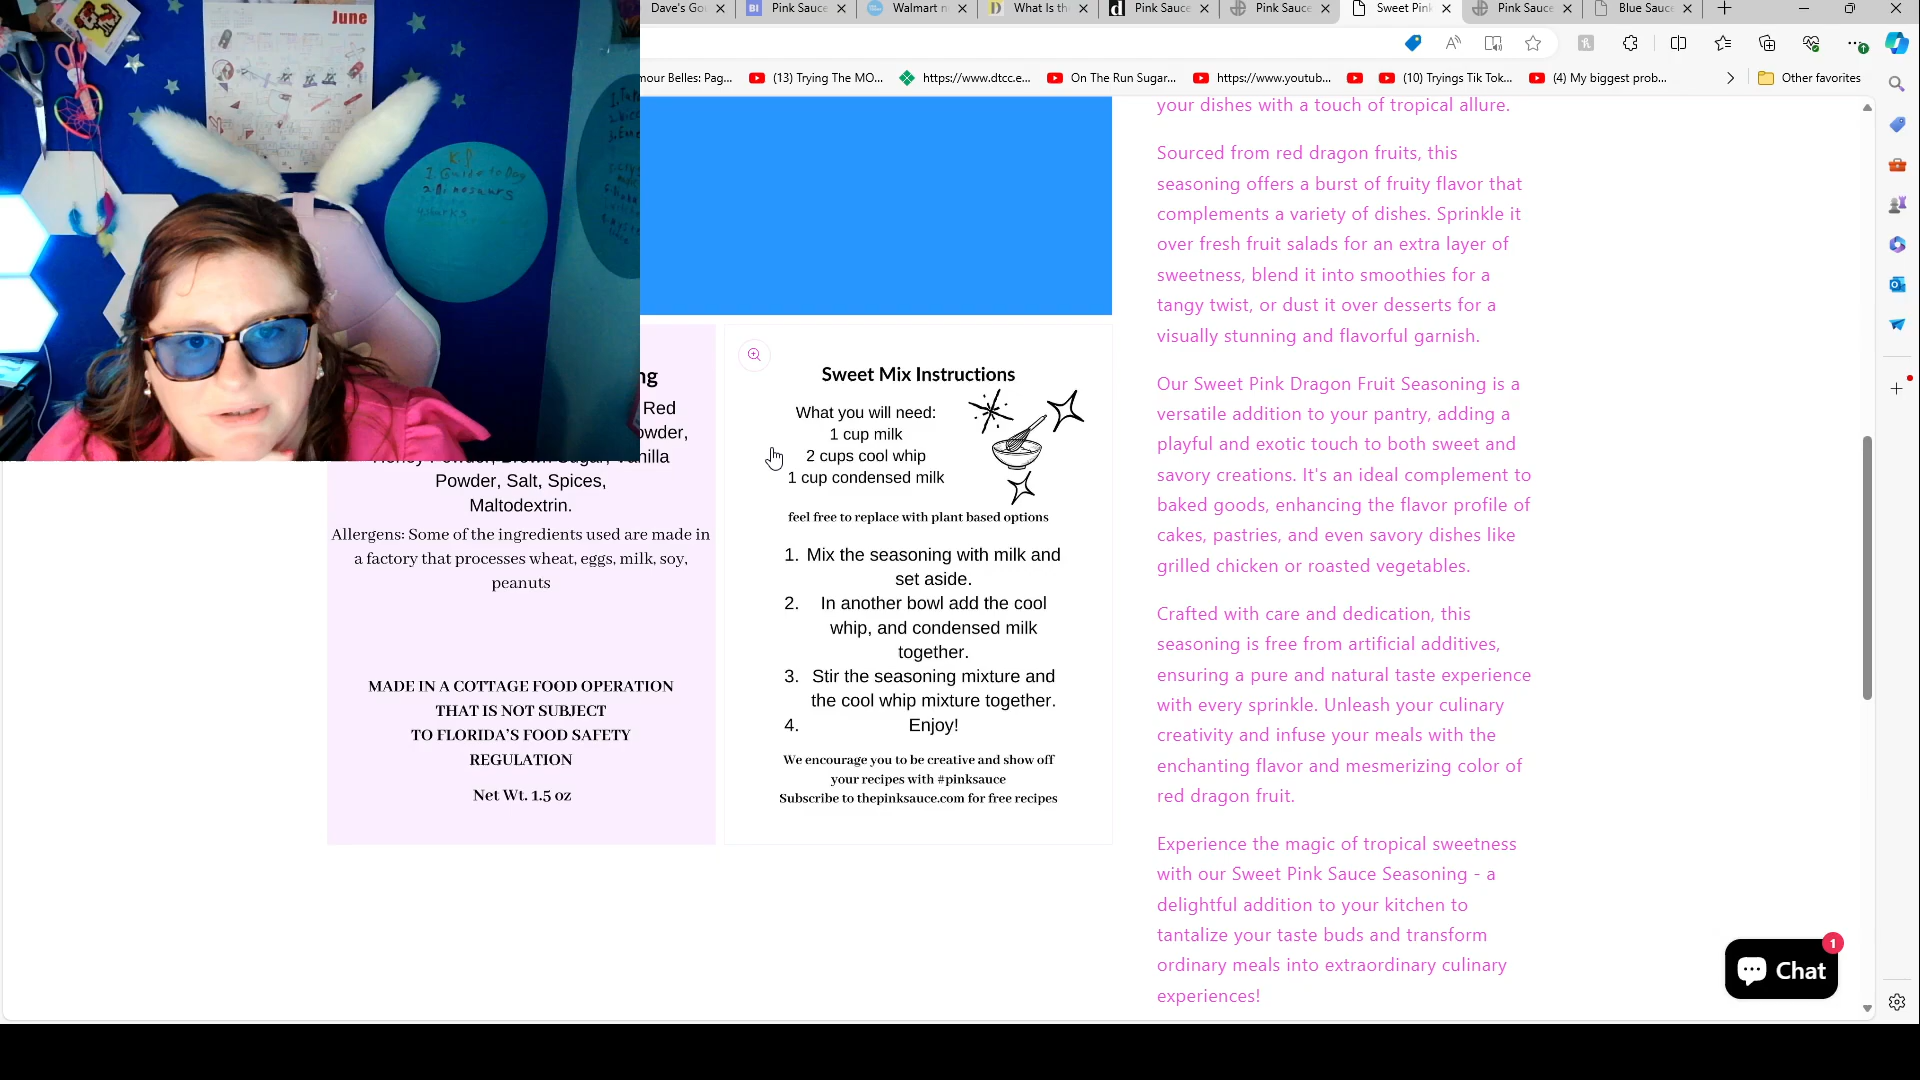 Dave's Go
Pink Sauce
Walmart n
What Is th
Pink Sauc
Pink Sauc
Sweet Pink
Pink Sauc
Blue Sauc
mour Belles: Pag...
(13) Trying The MO...
https://www.dtcc.e...
On The Run Sugar...
https://www.youtub...
(10) Tryings Tik Tok...
(4) My biggest prob...
Other favorites
June
K.P
1. Guide to Dog
2. Dinosaurs
ng
Red
owder,
Powder, Salt, Spices,
Maltodextrin.
Allergens: Some of the ingredients used are made in
a factory that processes wheat, eggs, milk, soy,
peanuts
MADE IN A COTTAGE FOOD OPERATION
THAT IS NOT SUBJECT
TO FLORIDA'S FOOD SAFETY
REGULATION
Net Wt. 1.5 oz
Sweet Mix Instructions
What you will need:
1 cup milk
2 cups cool whip
1 cup condensed milk
feel free to replace with plant based options
1. Mix the seasoning with milk and
set aside.
2. In another bowl add the cool
whip, and condensed milk
together.
3. Stir the seasoning mixture and
the cool whip mixture together.
4. Enjoy!
We encourage you to be creative and show off
your recipes with #pinksauce
Subscribe to thepinksauce.com for free recipes
your dishes with a touch of tropical allure.
Sourced from red dragon fruits, this
seasoning offers a burst of fruity flavor that
complements a variety of dishes. Sprinkle it
over fresh fruit salads for an extra layer of
sweetness, blend it into smoothies for a
tangy twist, or dust it over desserts for a
visually stunning and flavorful garnish.
Our Sweet Pink Dragon Fruit Seasoning is a
versatile addition to your pantry, adding a
playful and exotic touch to both sweet and
savory creations. It's an ideal complement to
baked goods, enhancing the flavor profile of
cakes, pastries, and even savory dishes like
grilled chicken or roasted vegetables.
Crafted with care and dedication, this
seasoning is free from artificial additives,
ensuring a pure and natural taste experience
with every sprinkle. Unleash your culinary
creativity and infuse your meals with the
enchanting flavor and mesmerizing color of
red dragon fruit.
Experience the magic of tropical sweetness
with our Sweet Pink Sauce Seasoning - a
delightful addition to your kitchen to
tantalize your taste buds and transform
ordinary meals into extraordinary culinary
experiences!
Chat
1